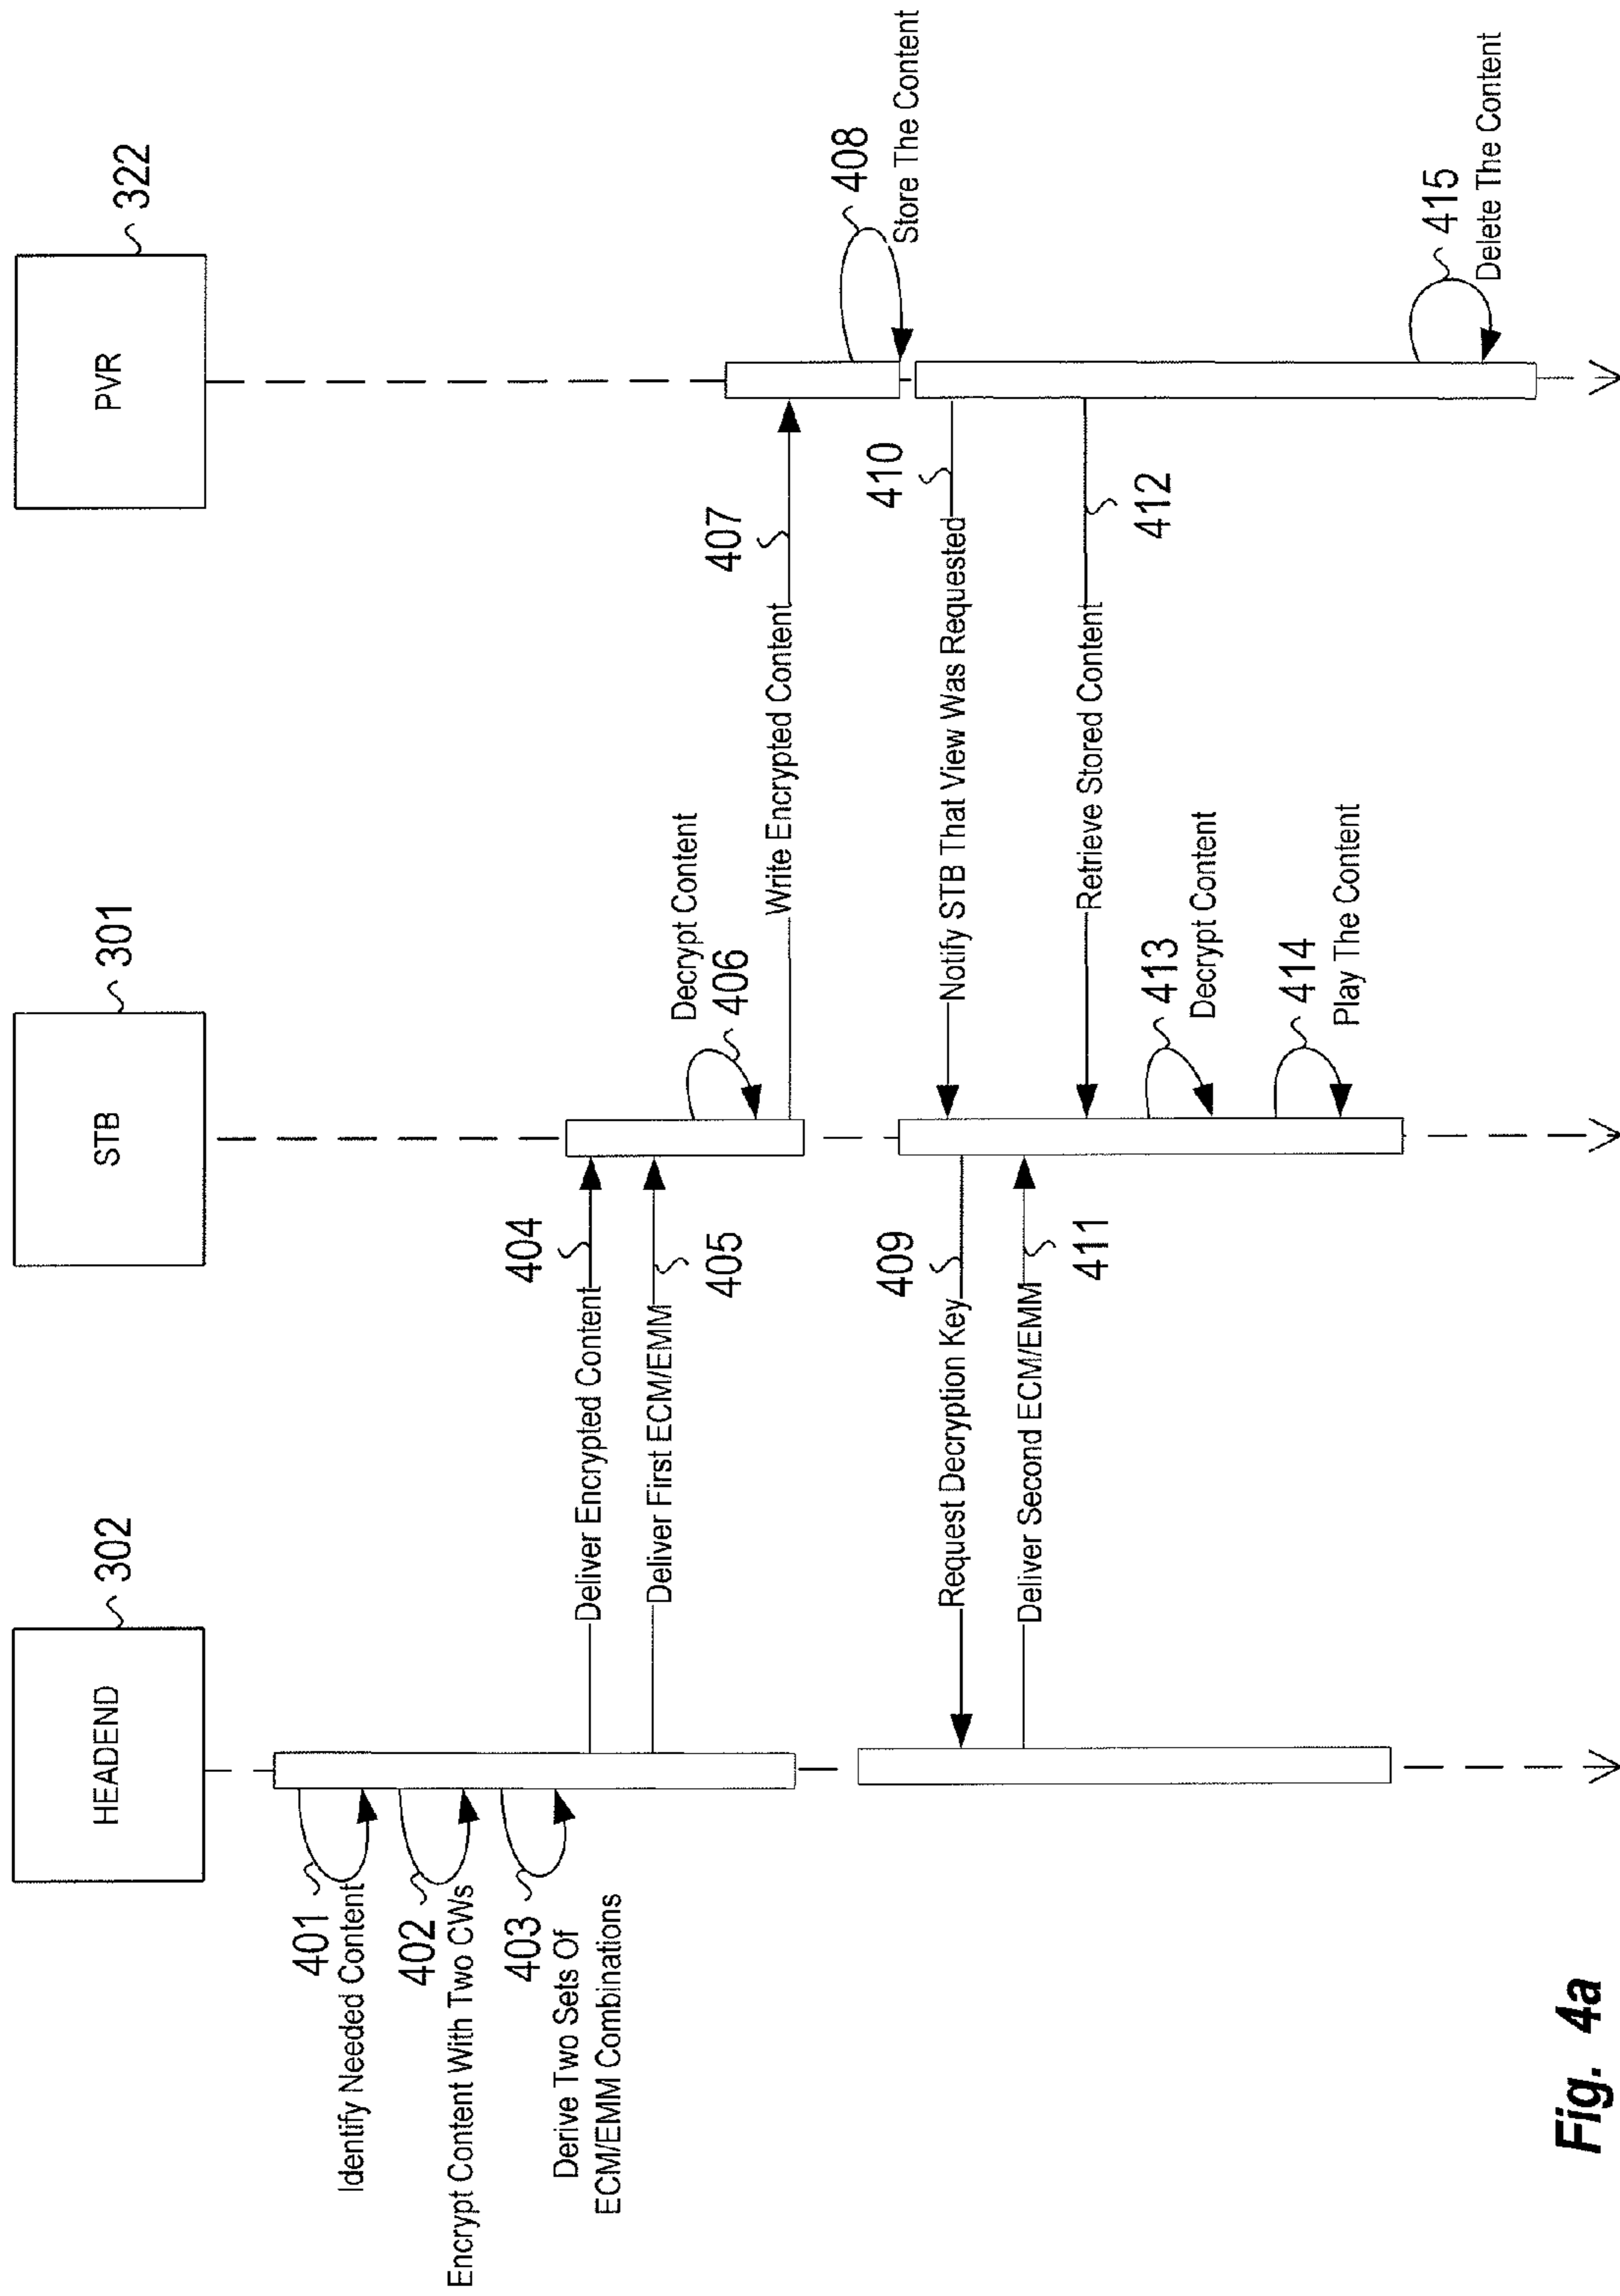 HEADEND
302
STB
301
PVR
322
401
Identify Needed Content
402
Encrypt Content With Two CWs
403
Derive Two Sets Of
ECM/EMM Combinations
404
Deliver Encrypted Content
405
Deliver First ECM/EMM
Decrypt Content
406
407
Write Encrypted Content
408
Store The Content
409
Request Decryption Key
410
Notify STB That View Was Requested
411
Deliver Second ECM/EMM
412
Retrieve Stored Content
413
Decrypt Content
414
Play The Content
415
Delete The Content
Fig. 4a